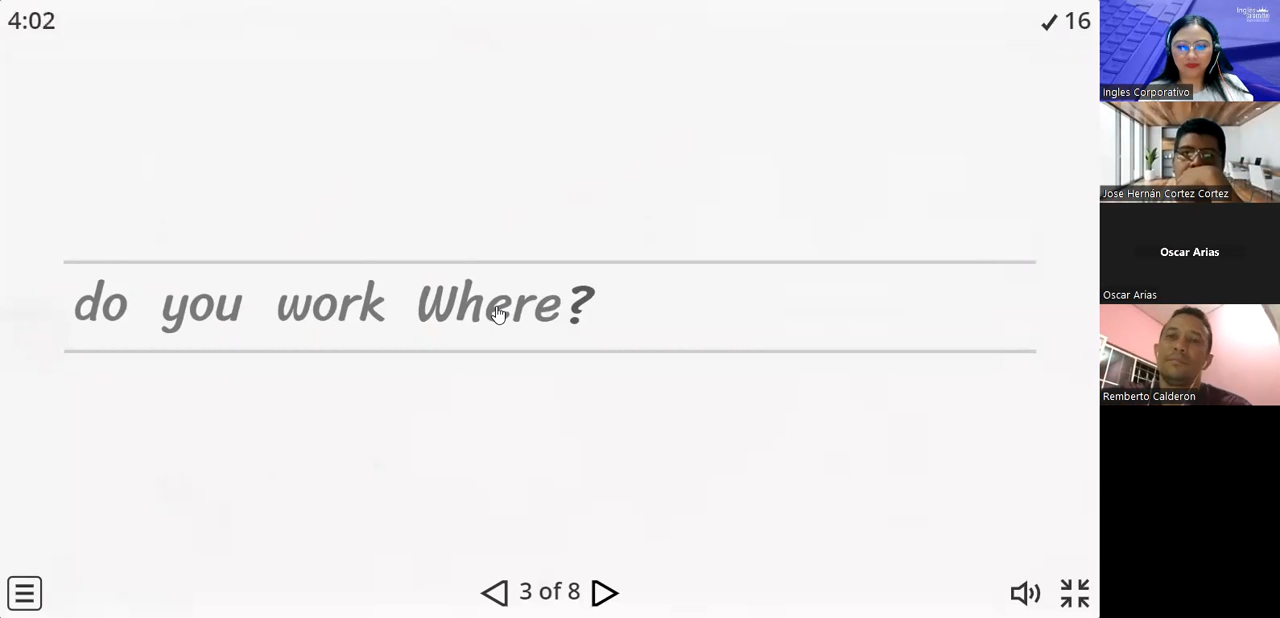 4:02
✓ 16
do you work Where?
3 of 8
Ingles Corporativo
Jose Hernán Cortez Cortez
Oscar Arias
Oscar Arias
Remberto Calderon